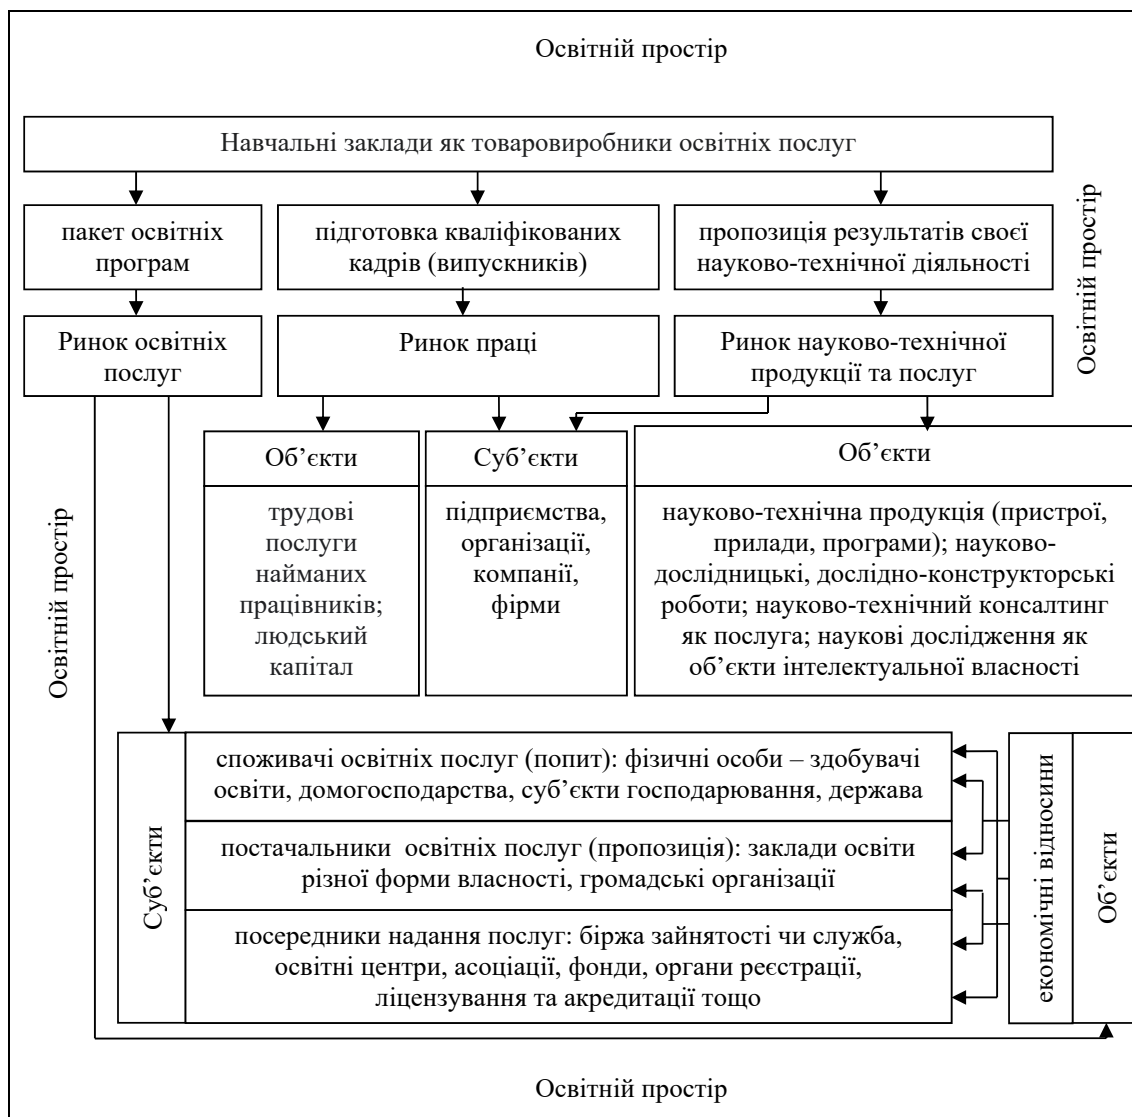 Освітній простір
Навчальні заклади як товаровиробники освітніх послуг
Освітній простір
пакет освітніх
програм
підготовка кваліфікованих
кадрів (випускників)
пропозиція результатів своєї
науково-технічної діяльності
Ринок освітніх
послуг
Ринок праці
Ринок науково-технічної
продукції та послуг
Освітній простір
Об’єкти
трудові
послуги
найманих
працівників;
людський
капітал
Суб’єкти
підприємства,
організації,
компанії,
фірми
Об’єкти
науково-технічна продукція (пристрої,
прилади, програми); науково-
дослідницькі, дослідно-конструкторські
роботи; науково-технічний консалтинг
як послуга; наукові дослідження як
об’єкти інтелектуальної власності
Суб’єкти
споживачі освітніх послуг (попит): фізичні особи – здобувачі
освіти, домогосподарства, суб’єкти господарювання, держава
постачальники освітніх послуг (пропозиція): заклади освіти
різної форми власності, громадські організації
посередники надання послуг: біржа зайнятості чи служба,
освітні центри, асоціації, фонди, органи реєстрації,
ліцензування та акредитації тощо
економічні відносини
Об’єкти
Освітній простір